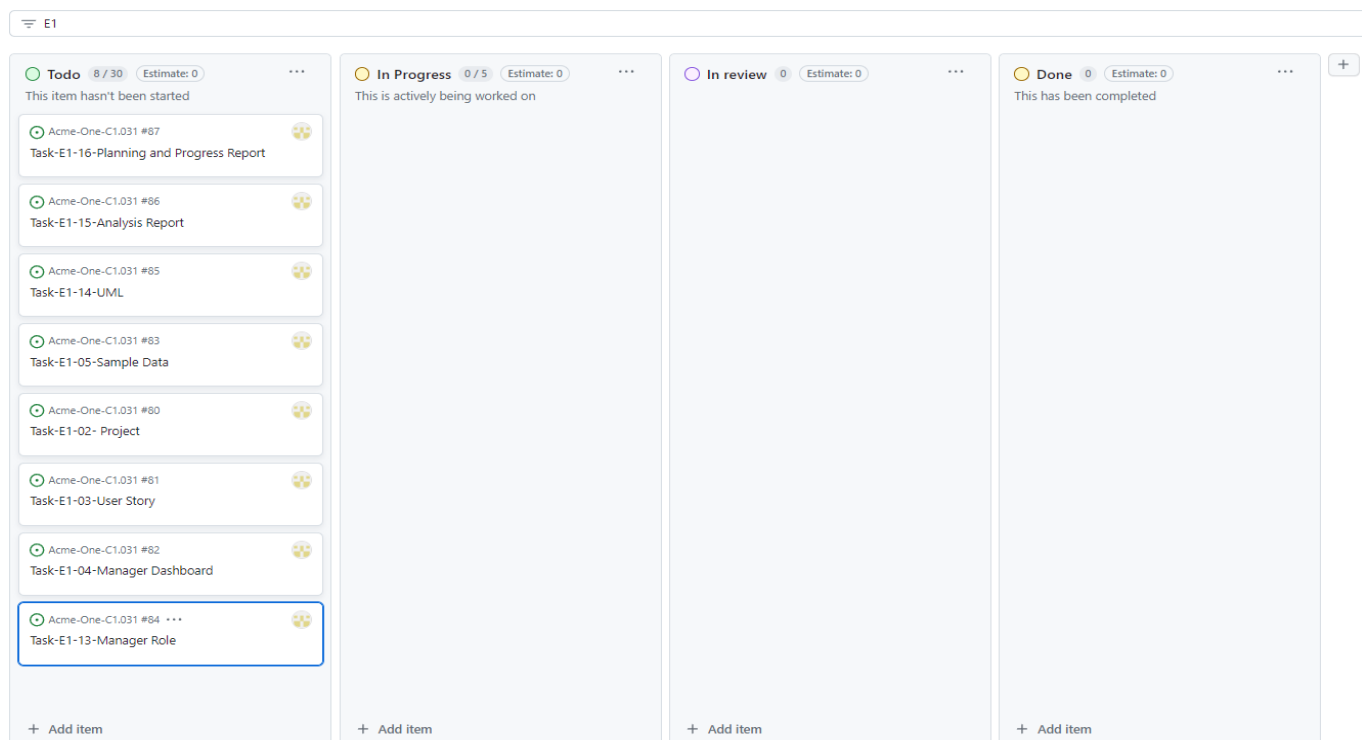 E1
Todo 8 / 30 Estimate: 0 ···
This item hasn't been started
Acme-One-C1.031 #87
Task-E1-16-Planning and Progress Report
Acme-One-C1.031 #86
Task-E1-15-Analysis Report
Acme-One-C1.031 #85
Task-E1-14-UML
Acme-One-C1.031 #83
Task-E1-05-Sample Data
Acme-One-C1.031 #80
Task-E1-02- Project
Acme-One-C1.031 #81
Task-E1-03-User Story
Acme-One-C1.031 #82
Task-E1-04-Manager Dashboard
Acme-One-C1.031 #84 ···
Task-E1-13-Manager Role
+ Add item
In Progress 0 / 5 Estimate: 0 ···
This is actively being worked on
+ Add item
In review 0 Estimate: 0 ···
+ Add item
Done 0 Estimate: 0 ···
This has been completed
+ Add item
+